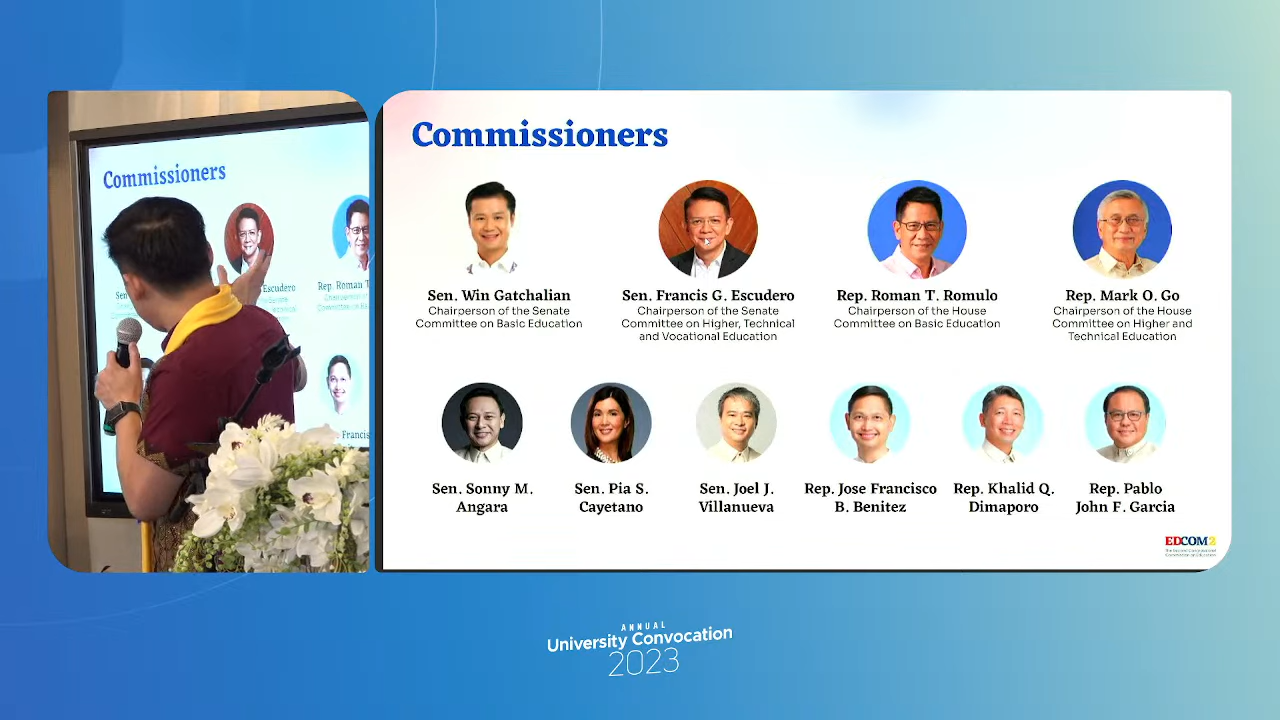 Commissioners
Commissioners
Escudero
Rep. Roman T
Francis
Sen. Win Gatchalian
Chairperson of the Senate
Committee on Basic Education
Sen. Francis G. Escudero
Chairperson of the Senate
Committee on Higher, Technical
and Vocational Education
Rep. Roman T. Romulo
Chairperson of the House
Committee on Basic Education
Rep. Mark O. Go
Chairperson of the House
Committee on Higher and
Technical Education
Sen. Sonny M.
Angara
Sen. Pia S.
Cayetano
Sen. Joel J.
Villanueva
Rep. Jose Francisco
B. Benitez
Rep. Khalid Q.
Dimaporo
Rep. Pablo
John F. Garcia
EDCOM2
ANNUAL
University Convocation
2023